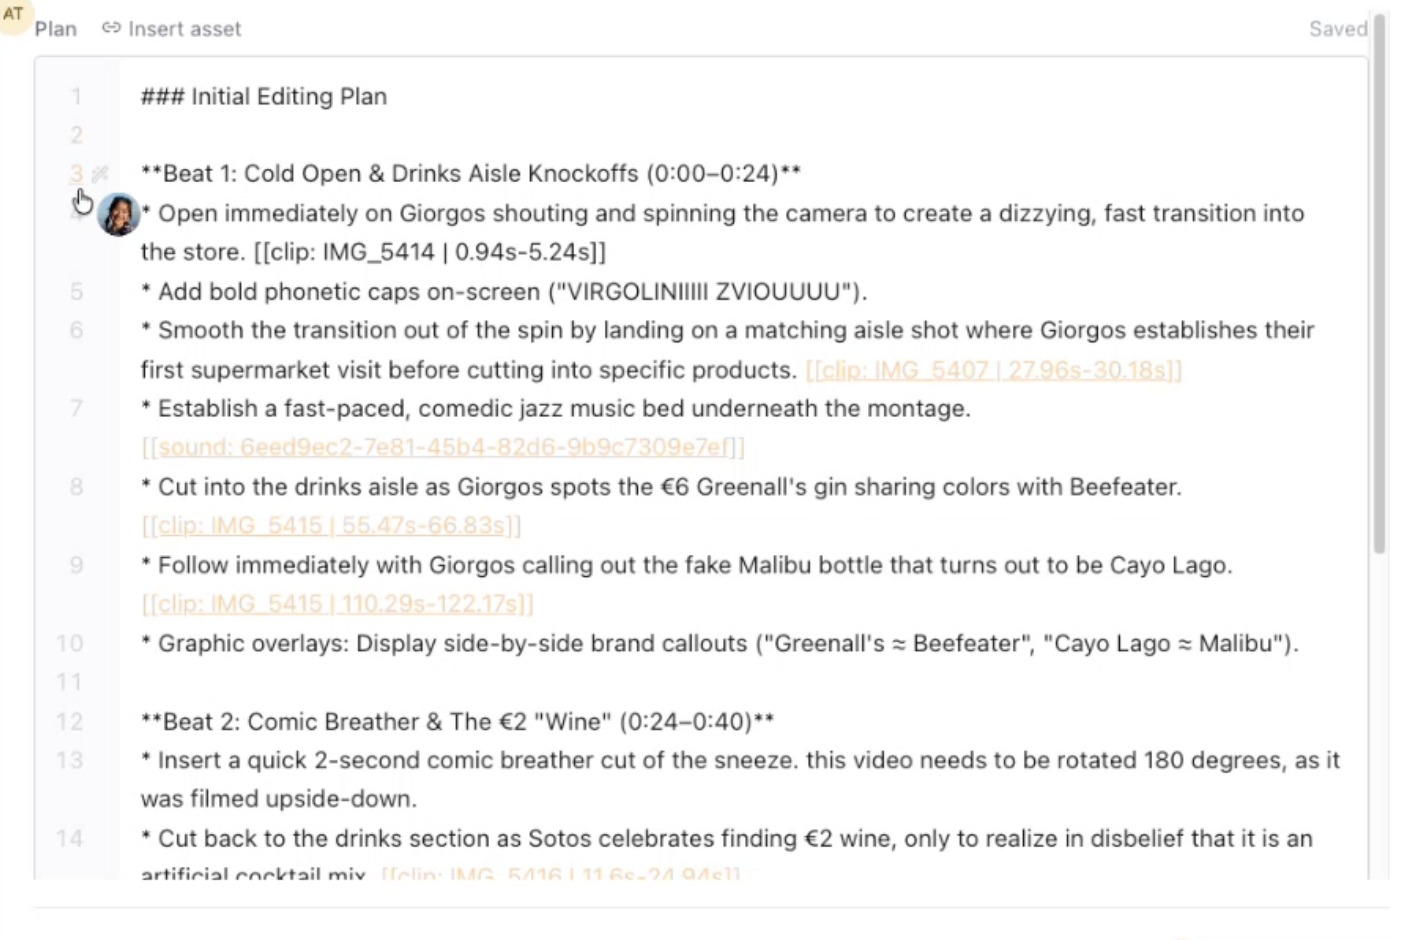 AT
Plan Insert asset Saved
1 ### Initial Editing Plan
2
3 **Beat 1: Cold Open & Drinks Aisle Knockoffs (0:00–0:24)**
4 * Open immediately on Giorgos shouting and spinning the camera to create a dizzying, fast transition into
the store. [[clip: IMG_5414 | 0.94s-5.24s]]
5 * Add bold phonetic caps on-screen ("VIRGOLINIIIII ZVIOUUUU").
6 * Smooth the transition out of the spin by landing on a matching aisle shot where Giorgos establishes their
first supermarket visit before cutting into specific products. [[clip: IMG_5407 | 27.96s-30.18s]]
7 * Establish a fast-paced, comedic jazz music bed underneath the montage.
[[sound: 6eed9ec2-7e81-45b4-82d6-9b9c7309e7ef]]
8 * Cut into the drinks aisle as Giorgos spots the €6 Greenall's gin sharing colors with Beefeater.
[[clip: IMG_5415 | 55.47s-66.83s]]
9 * Follow immediately with Giorgos calling out the fake Malibu bottle that turns out to be Cayo Lago.
[[clip: IMG_5415 | 110.29s-122.17s]]
10 * Graphic overlays: Display side-by-side brand callouts ("Greenall's ≈ Beefeater", "Cayo Lago ≈ Malibu").
11
12 **Beat 2: Comic Breather & The €2 "Wine" (0:24–0:40)**
13 * Insert a quick 2-second comic breather cut of the sneeze. this video needs to be rotated 180 degrees, as it
was filmed upside-down.
14 * Cut back to the drinks section as Sotos celebrates finding €2 wine, only to realize in disbelief that it is an
artificial cocktail mix. [[clip: IMG_5416 | 11.6s-24.94s]]